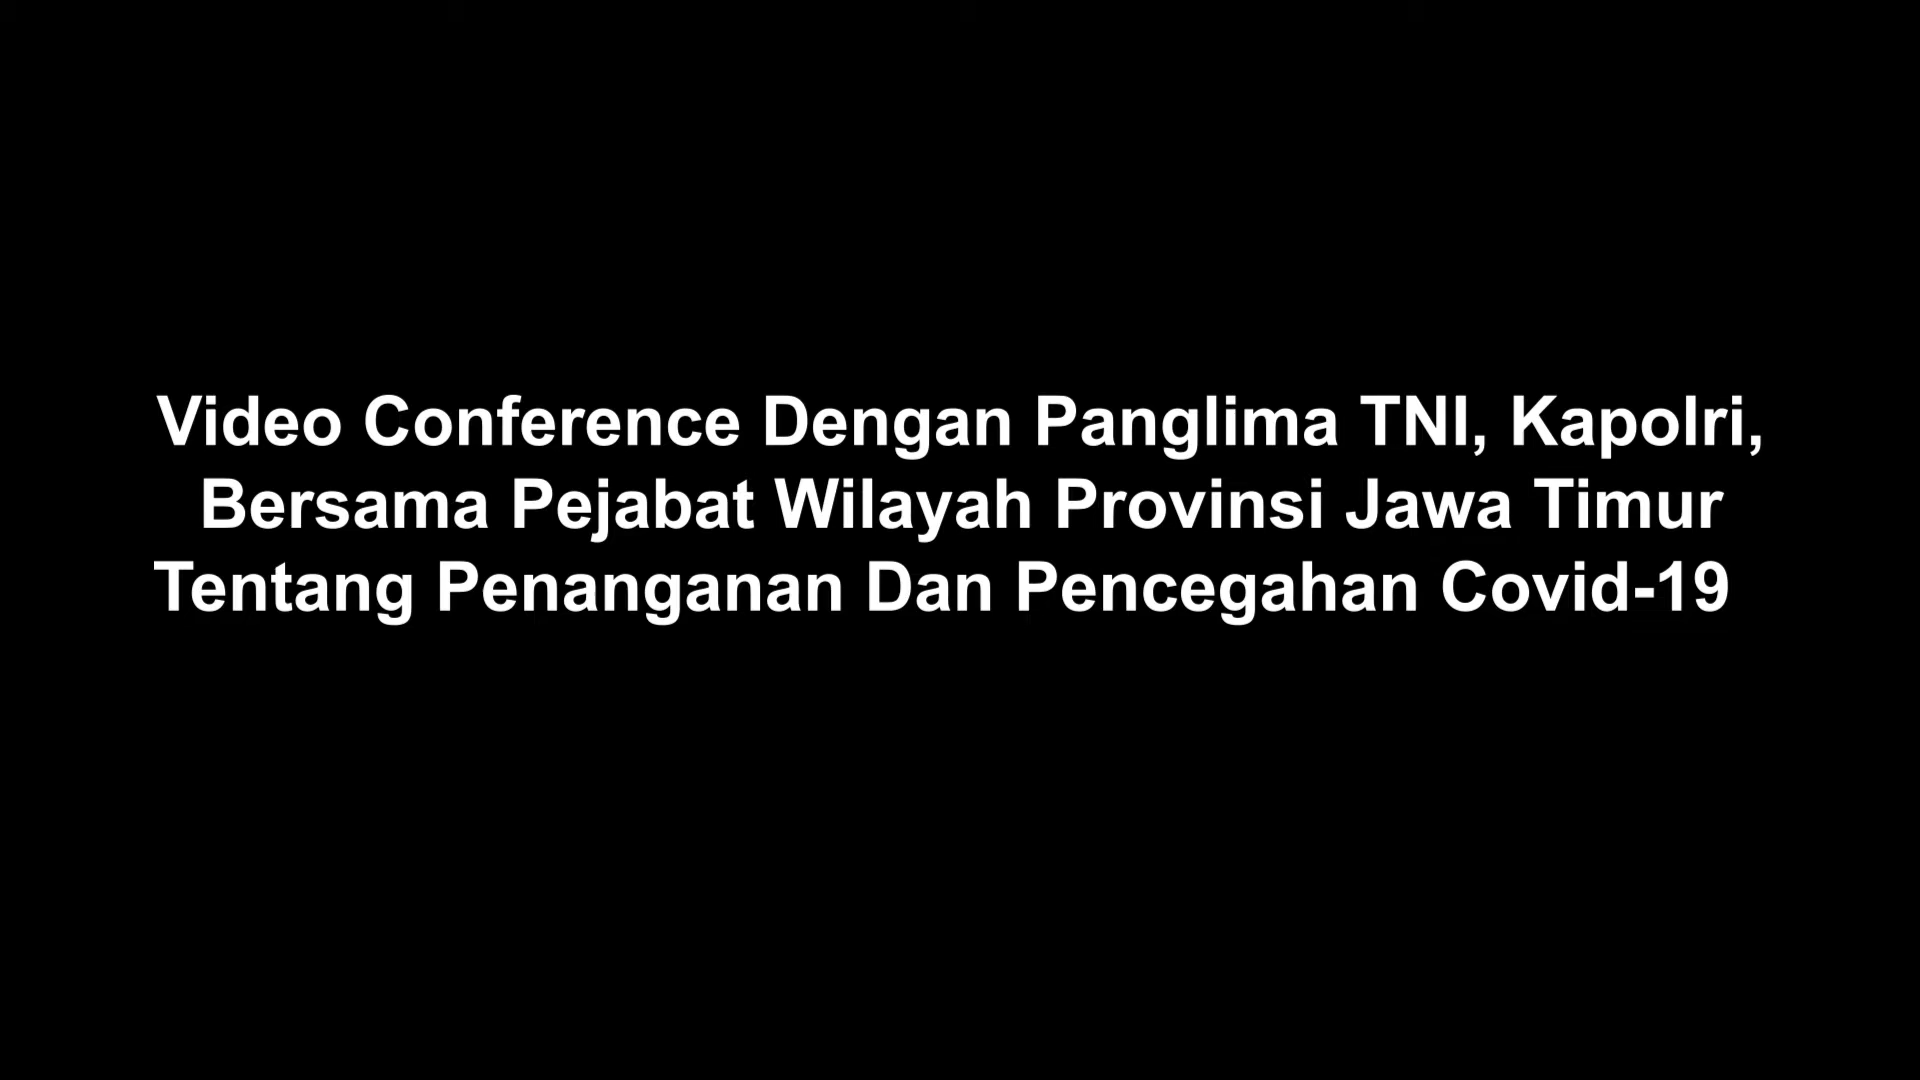 Video Conference Dengan Panglima TNI, Kapolri,
Bersama Pejabat Wilayah Provinsi Jawa Timur
Tentang Penanganan Dan Pencegahan Covid-19